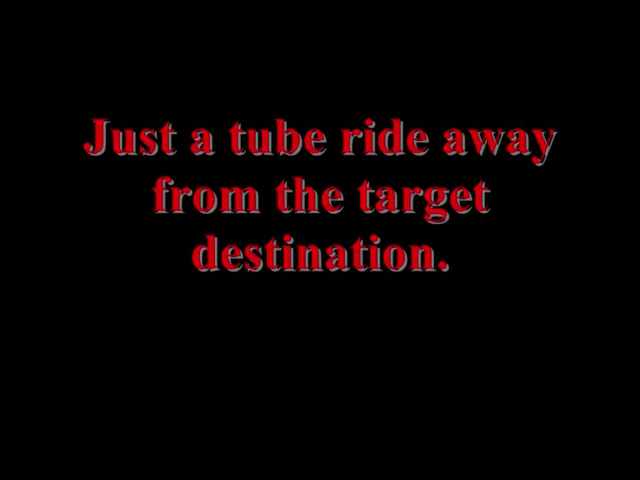 Just a tube ride away
from the target
destination.